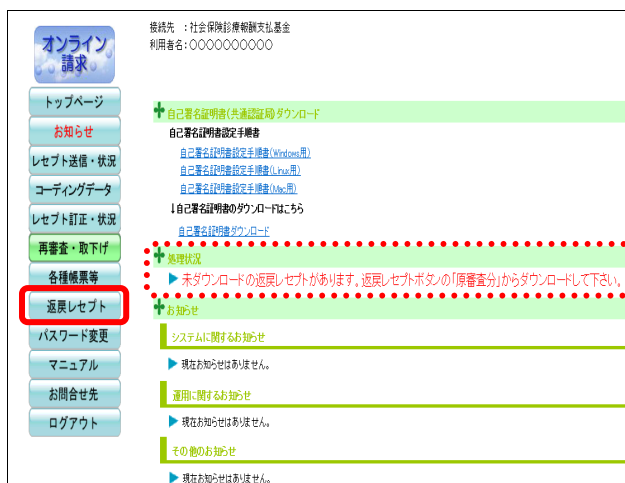 接続先　：社会保険診療報酬支払基金
利用者名：○○○○○○○○○○
オンライン
請求
トップページ
お知らせ
レセプト送信・状況
コーディングデータ
レセプト訂正・状況
再審査・取下げ
各種帳票等
返戻レセプト
パスワード変更
マニュアル
お問合せ先
ログアウト
自己署名証明書(共通認証局)ダウンロード
自己署名証明書設定手順書
自己署名証明書設定手順書(Windows用)
自己署名証明書設定手順書(Linux用)
自己署名証明書設定手順書(Mac用)
↓自己署名証明書のダウンロードはこちら
自己署名証明書ダウンロード
処理状況
未ダウンロードの返戻レセプトがあります。返戻レセプトボタンの「原審査分」からダウンロードして下さい。
お知らせ
システムに関するお知らせ
現在お知らせはありません。
運用に関するお知らせ
現在お知らせはありません。
その他のお知らせ
現在お知らせはありません。